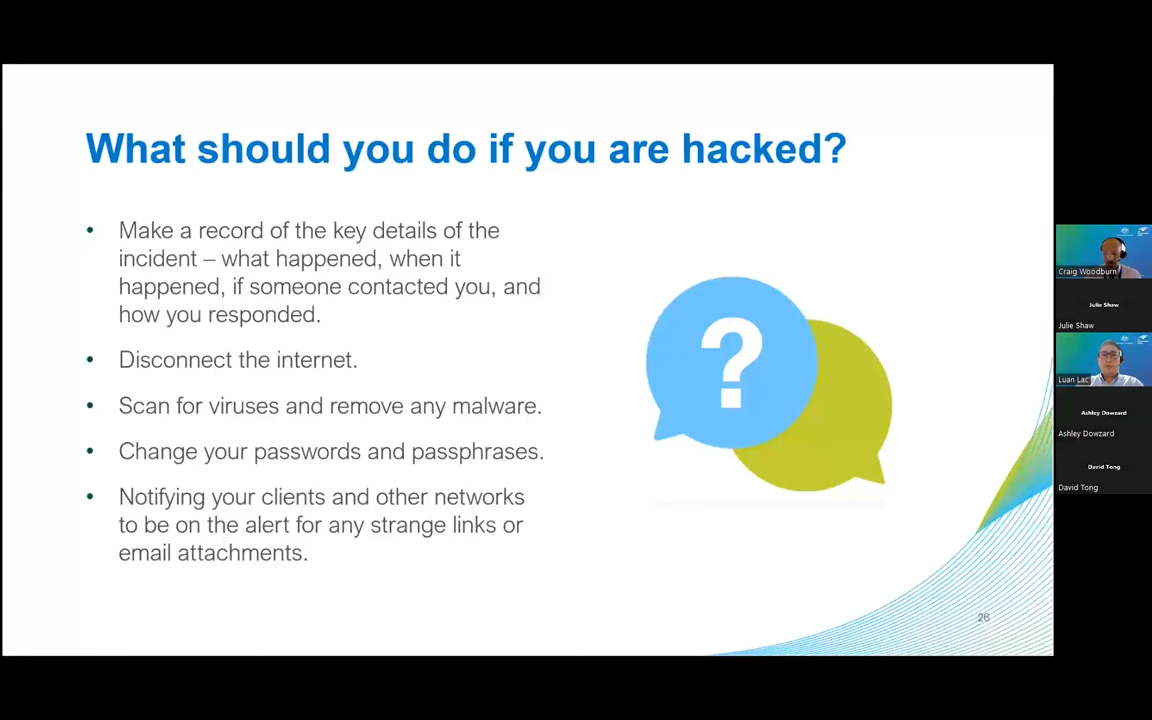 What should you do if you are hacked?
• Make a record of the key details of the
incident – what happened, when it
happened, if someone contacted you, and
how you responded.
• Disconnect the internet.
• Scan for viruses and remove any malware.
• Change your passwords and passphrases.
• Notifying your clients and other networks
to be on the alert for any strange links or
email attachments.
?
26
Craig Woodburn
Julie Shaw
Julie Shaw
Luan Lac
Ashley Dowzard
Ashley Dowzard
David Tong
David Tong